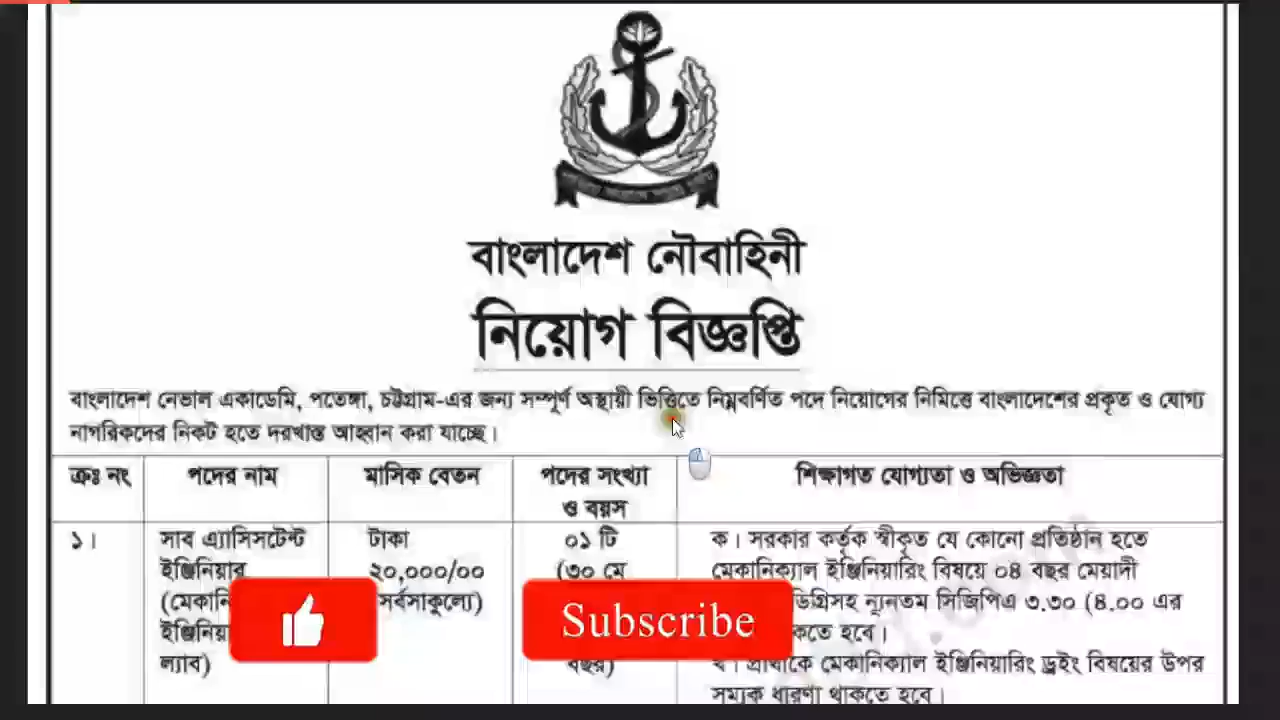 বাংলাদেশ নৌবাহিনী
নিয়োগ বিজ্ঞপ্তি
বাংলাদেশ নেভাল একাডেমি, পতেঙ্গা, চট্টগ্রাম-এর জন্য সম্পূর্ণ অস্থায়ী ভিত্তিতে নিম্নবর্ণিত পদে নিয়োগের নিমিত্তে বাংলাদেশের প্রকৃত ও যোগ্য
নাগরিকদের নিকট হতে দরখাস্ত আহ্বান করা যাচ্ছে।
ক্রঃ নং পদের নাম মাসিক বেতন পদের সংখ্যা শিক্ষাগত যোগ্যতা ও অভিজ্ঞতা
ও বয়স
১। সাব এ্যাসিসটেন্ট টাকা ০১ টি ক। সরকার কর্তৃক স্বীকৃত যে কোনো প্রতিষ্ঠান হতে
ইঞ্জিনিয়ার ২০,০০০/০০ (৩০ মে মেকানিক্যাল ইঞ্জিনিয়ারিং বিষয়ে ০৪ বছর মেয়াদী
(মেকানি সর্বসাকুল্যে) ডিগ্রিসহ ন্যূনতম সিজিপিএ ৩.৩০ (৪.০০ এর
ইঞ্জিনিয়া Subscribe কতে হবে।
ল্যাব) বছর) খ। প্রার্থীকে মেকানিক্যাল ইঞ্জিনিয়ারিং ড্রইং বিষয়ের উপর
সম্যক ধারণা থাকতে হবে।